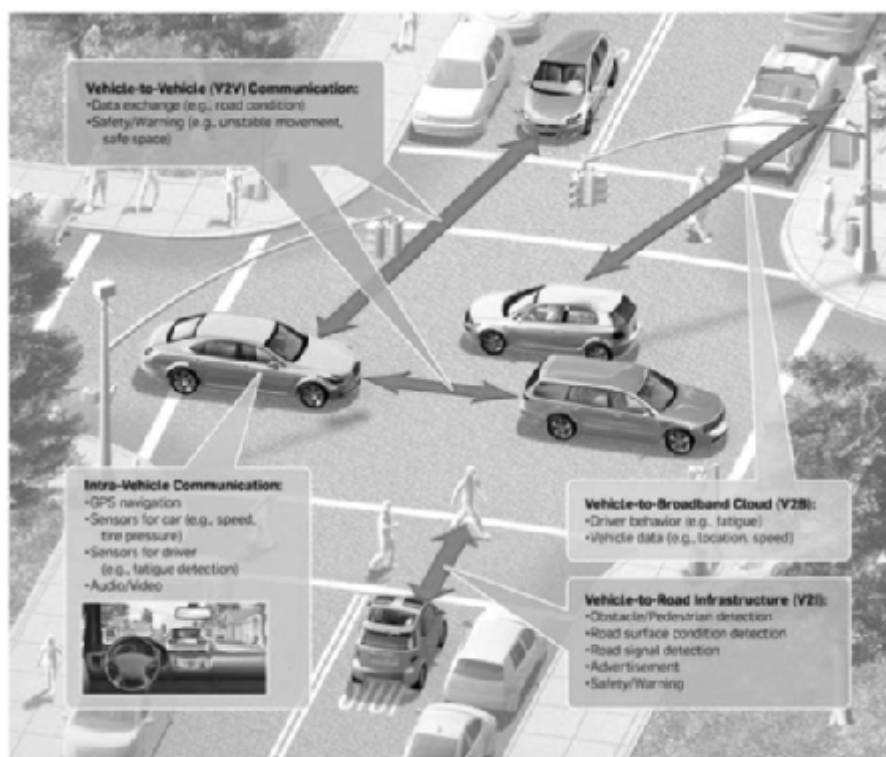 Vehicle-to-Vehicle (V2V) Communication:
•Data exchange (e.g., road condition)
•Safety/Warning (e.g., unstable movement,
safe space)
Intra-Vehicle Communication:
•GPS navigation
•Sensors for car (e.g., speed,
tire pressure)
•Sensors for driver
(e.g., fatigue detection)
•Audio/Video
Vehicle-to-Broadband Cloud (V2B):
•Driver behavior (e.g., fatigue)
•Vehicle data (e.g., location, speed)
Vehicle-to-Road Infrastructure (V2I):
•Obstacle/Pedestrian detection
•Road surface condition detection
•Road signal detection
•Advertisement
•Safety/Warning